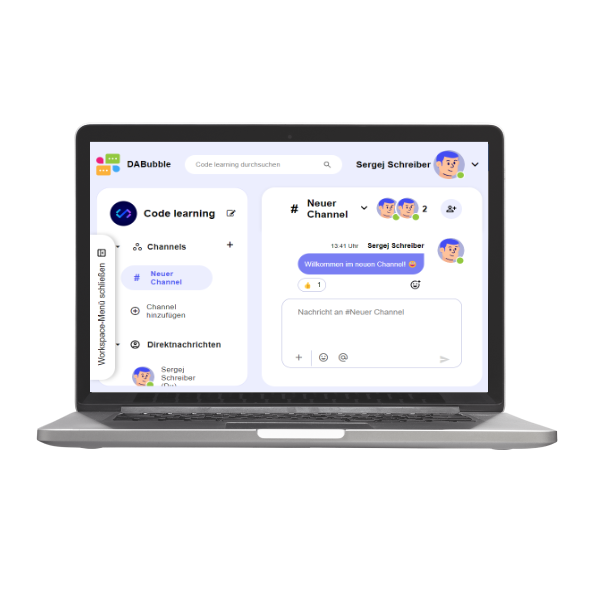 DABubble
Code learning durchsuchen
Sergej Schreiber
Code learning
Channels
# Neuer
Channel
Channel
hinzufügen
Direktnachrichten
Sergej
Schreiber
(Du)
Workspace-Menü schließen
# Neuer
Channel
2
13:41 Uhr Sergej Schreiber
Willkommen im neuen Channel!
1
Nachricht an #Neuer Channel